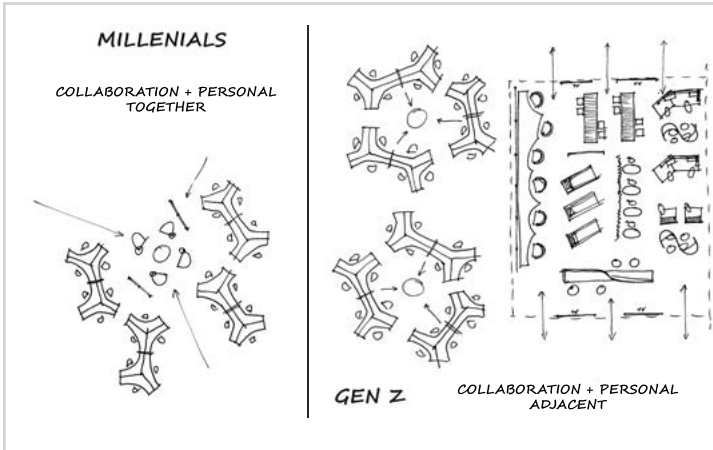 MILLENIALS
COLLABORATION + PERSONAL
TOGETHER
GEN Z
COLLABORATION + PERSONAL
ADJACENT